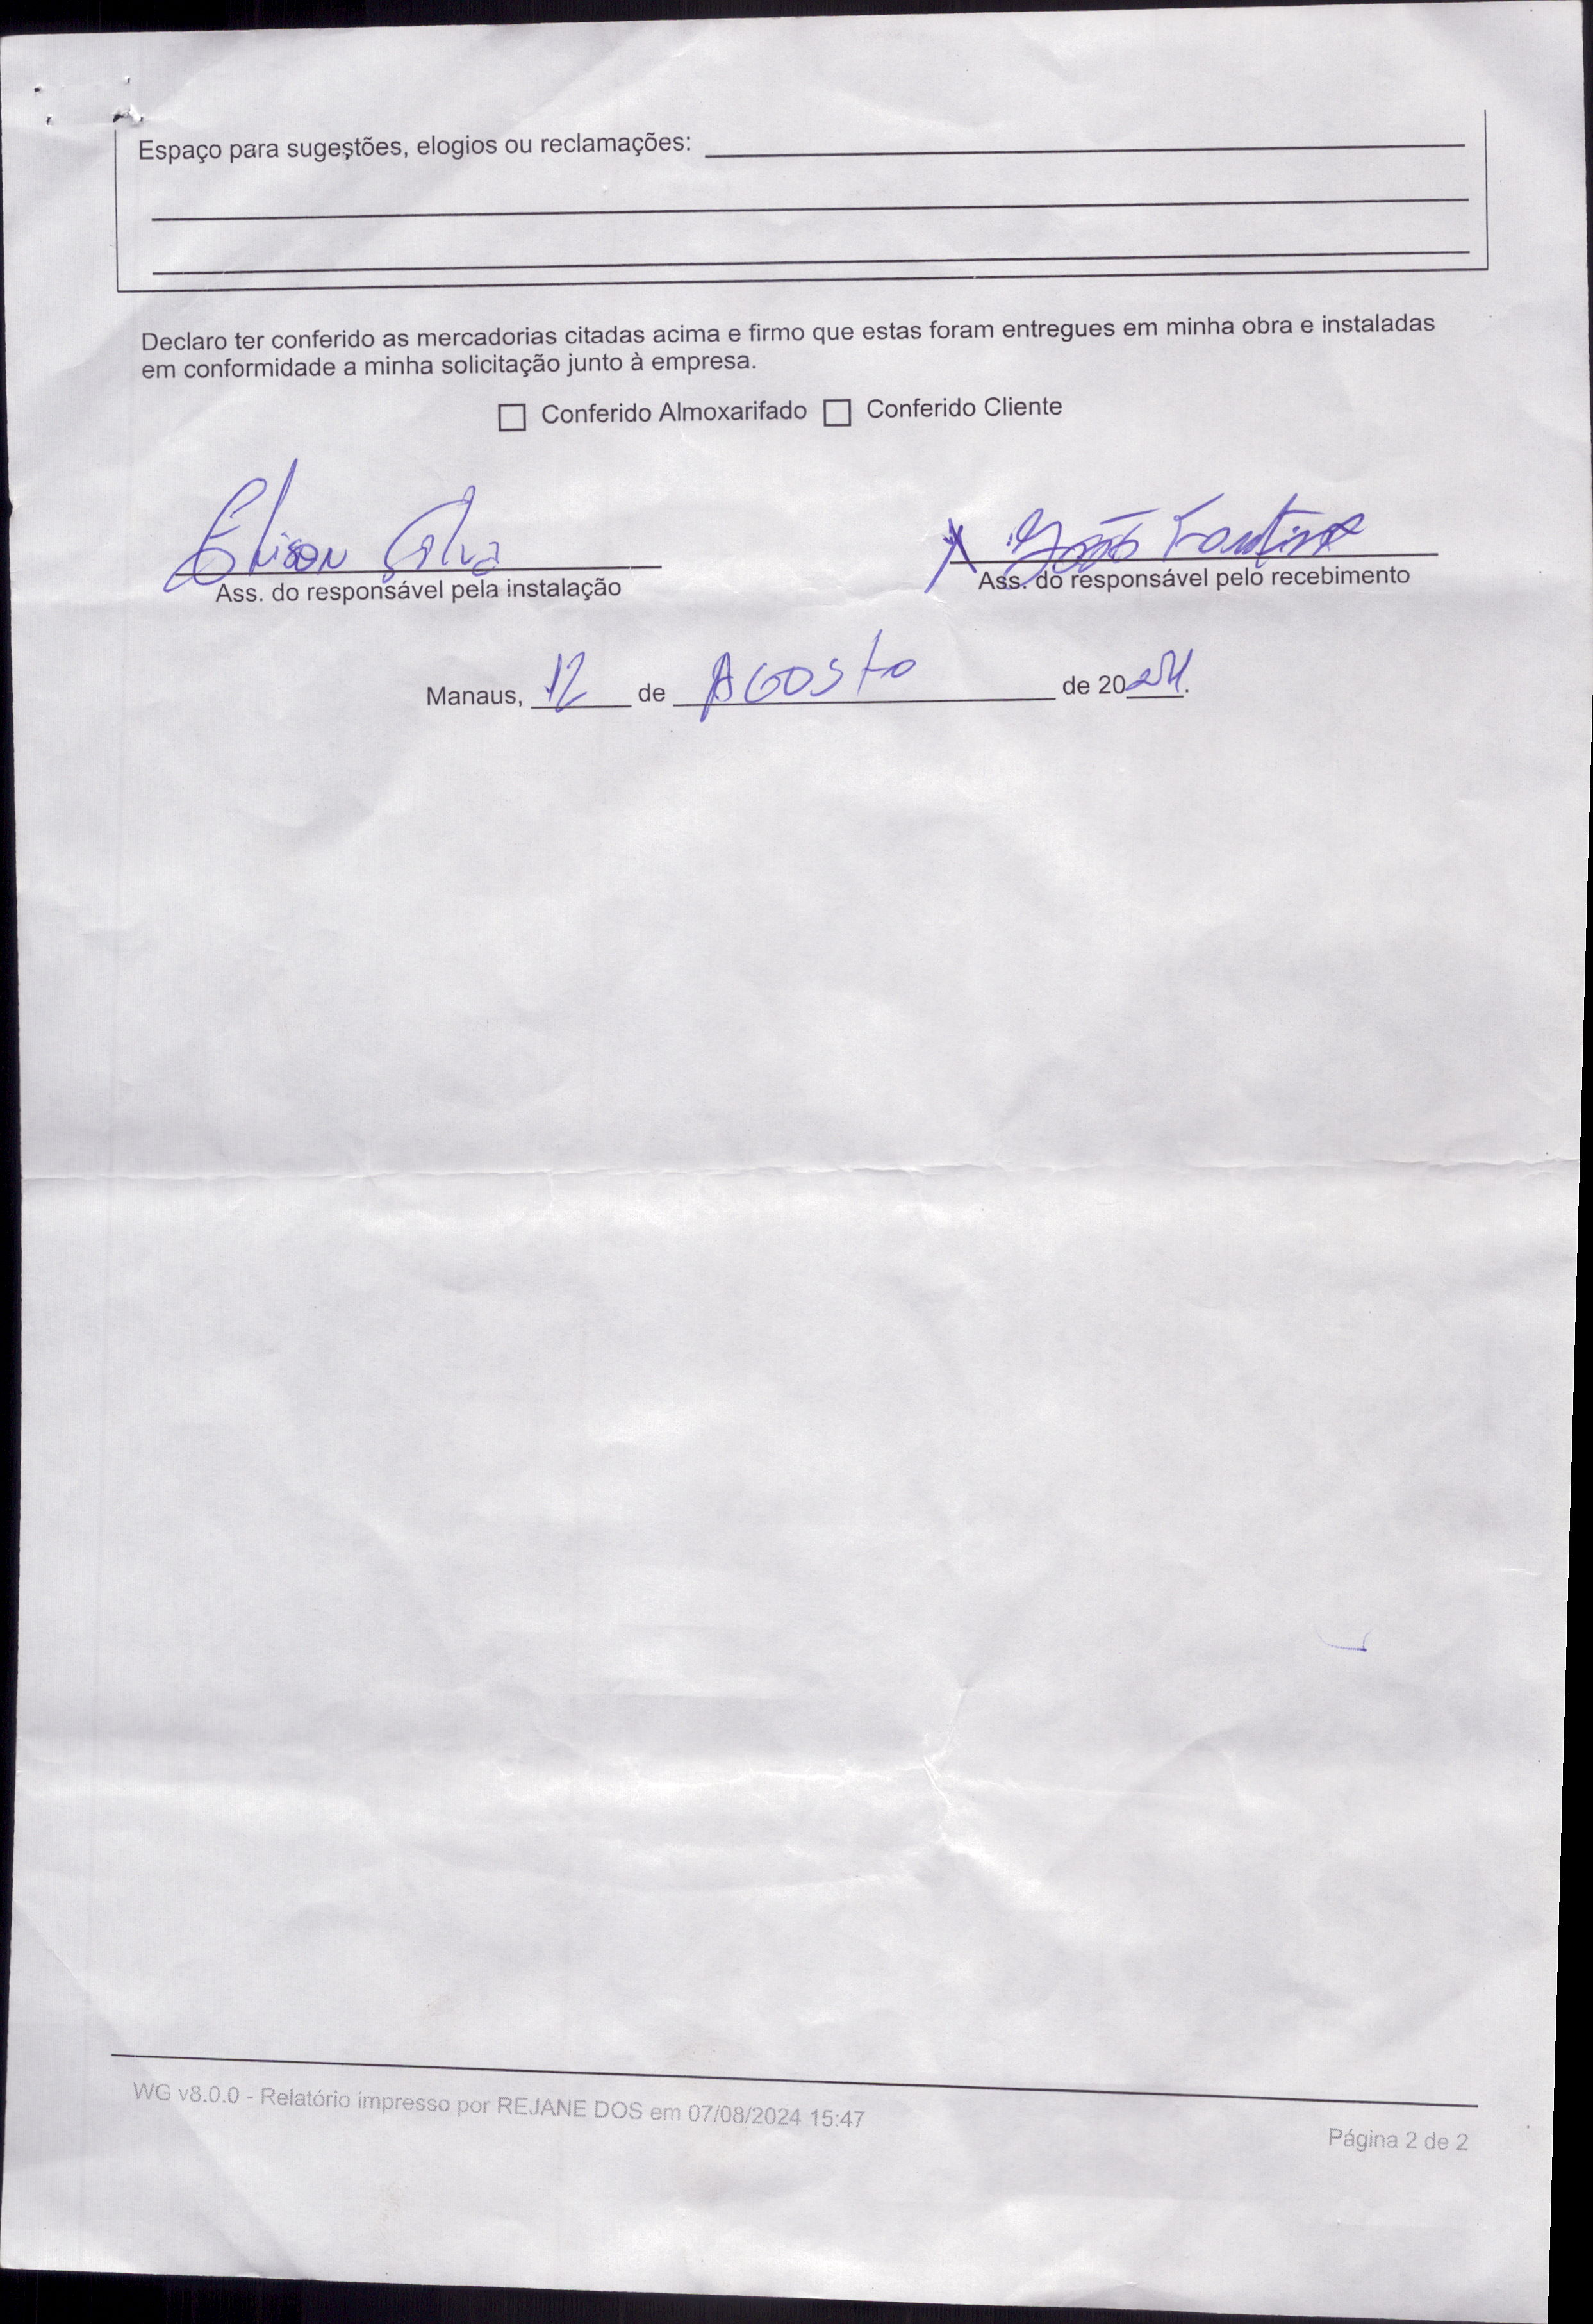 Espaço para sugestões, elogios ou reclamações:
Declaro ter conferido as mercadorias citadas acima e firmo que estas foram entregues em minha obra e instaladas
em conformidade a minha solicitação junto à empresa.
Conferido Almoxarifado Conferido Cliente
Elison Silva X João
Ass. do responsável pela instalação Ass. do responsável pelo recebimento
Manaus, 12 de AGOSTO de 2024.
WG v8.0.0 - Relatório impresso por REJANE DOS em 07/08/2024 15:47
Página 2 de 2